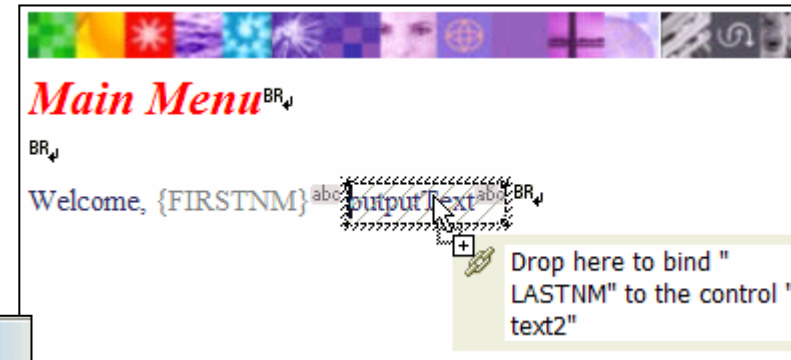 Main Menu BR
BR
Welcome, {FIRSTNM} abc outputText abc BR
Drop here to bind "
LASTNM" to the control "
text2"